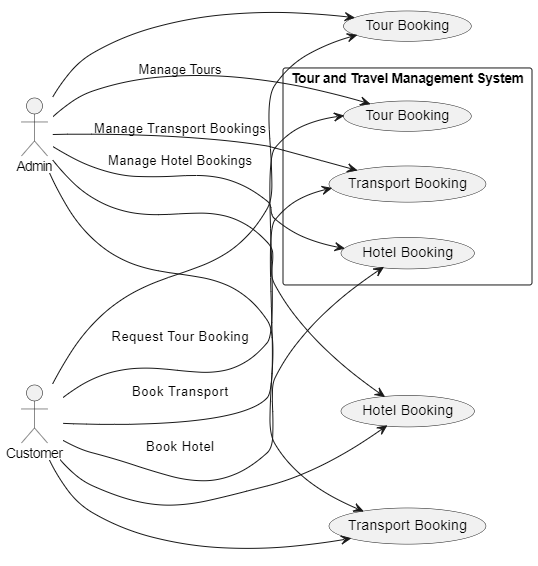 Tour Booking
Tour and Travel Management System
Manage Tours
Tour Booking
Manage Transport Bookings
Admin
Manage Hotel Bookings
Transport Booking
Hotel Booking
Request Tour Booking
Book Transport
Hotel Booking
Book Hotel
Customer
Transport Booking